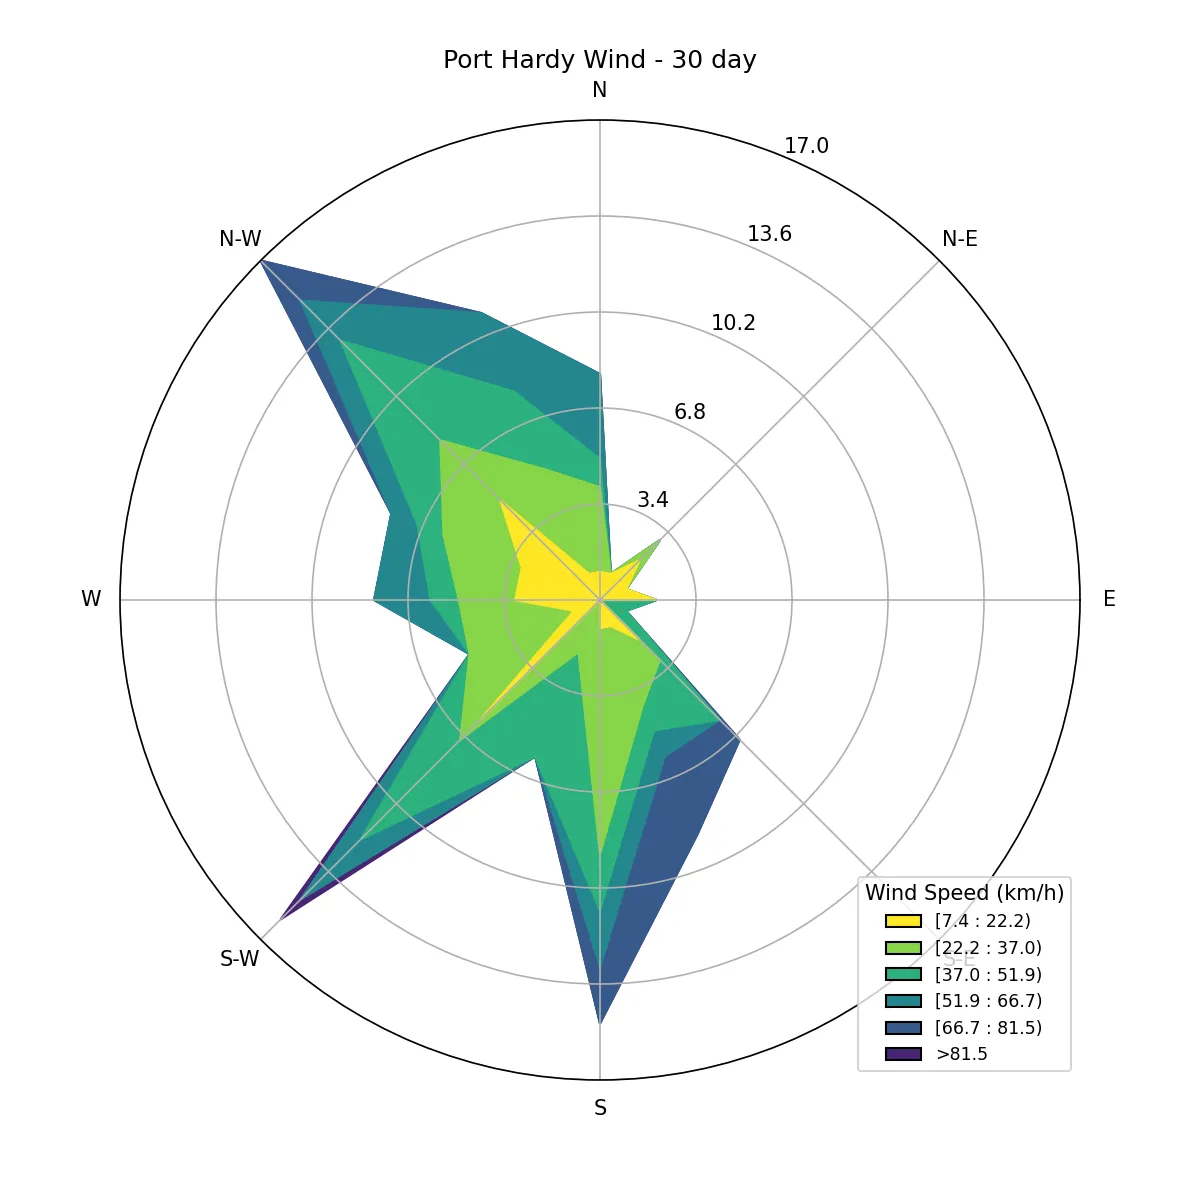 Port Hardy Wind - 30 day
N
17.0
13.6
N-W
N-E
10.2
6.8
3.4
W
E
Wind Speed (km/h)
[7.4 : 22.2)
[22.2 : 37.0)
S-W
S-E
[37.0 : 51.9)
[51.9 : 66.7)
[66.7 : 81.5)
>81.5
S